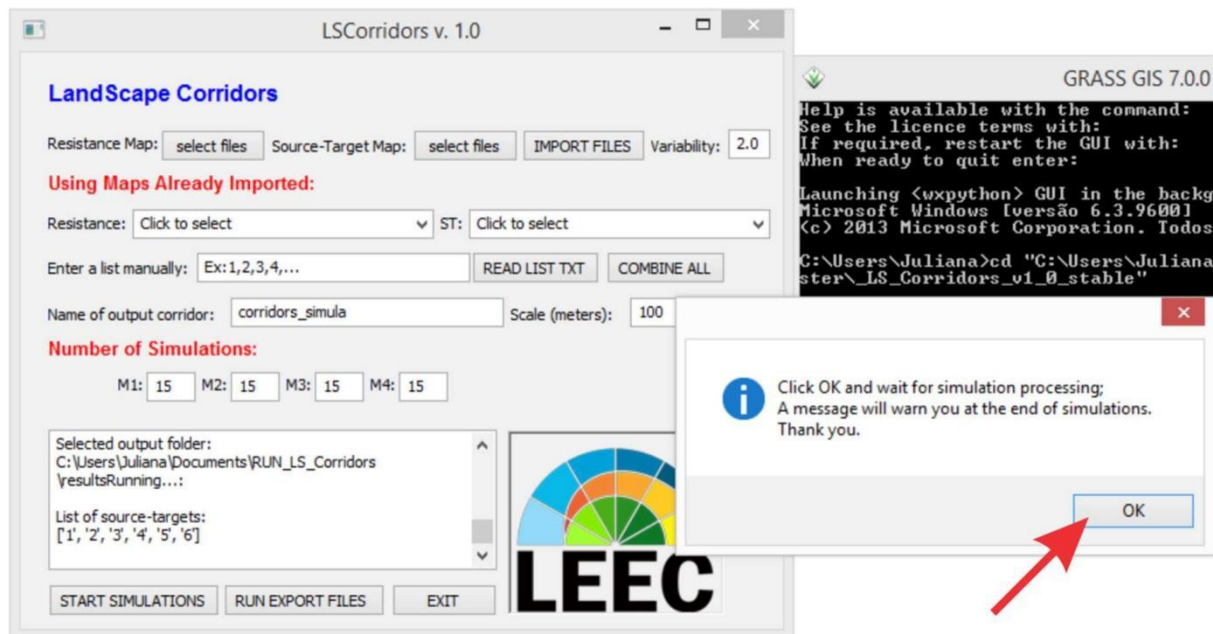 LSCorridors v. 1.0
LandScape Corridors
Resistance Map: select files Source-Target Map: select files IMPORT FILES Variability: 2.0
Using Maps Already Imported:
Resistance: Click to select ST: Click to select
Enter a list manually: Ex:1,2,3,4,... READ LIST TXT COMBINE ALL
Name of output corridor: corridors_simula Scale (meters): 100
Number of Simulations:
M1: 15 M2: 15 M3: 15 M4: 15
Selected output folder:
C:\Users\Juliana\Documents\RUN_LS_Corridors
\resultsRunning...:
List of source-targets:
['1', '2', '3', '4', '5', '6']
START SIMULATIONS RUN EXPORT FILES EXIT
LEEC
GRASS GIS 7.0.0
Help is available with the command:
See the licence terms with:
If required, restart the GUI with:
When ready to quit enter:
Launching <wxpython> GUI in the backg
Microsoft Windows [versão 6.3.9600]
(c) 2013 Microsoft Corporation. Todos
C:\Users\Juliana>cd "C:\Users\Juliana
ster\_LS_Corridors_v1_0_stable"
Click OK and wait for simulation processing;
A message will warn you at the end of simulations.
Thank you.
OK